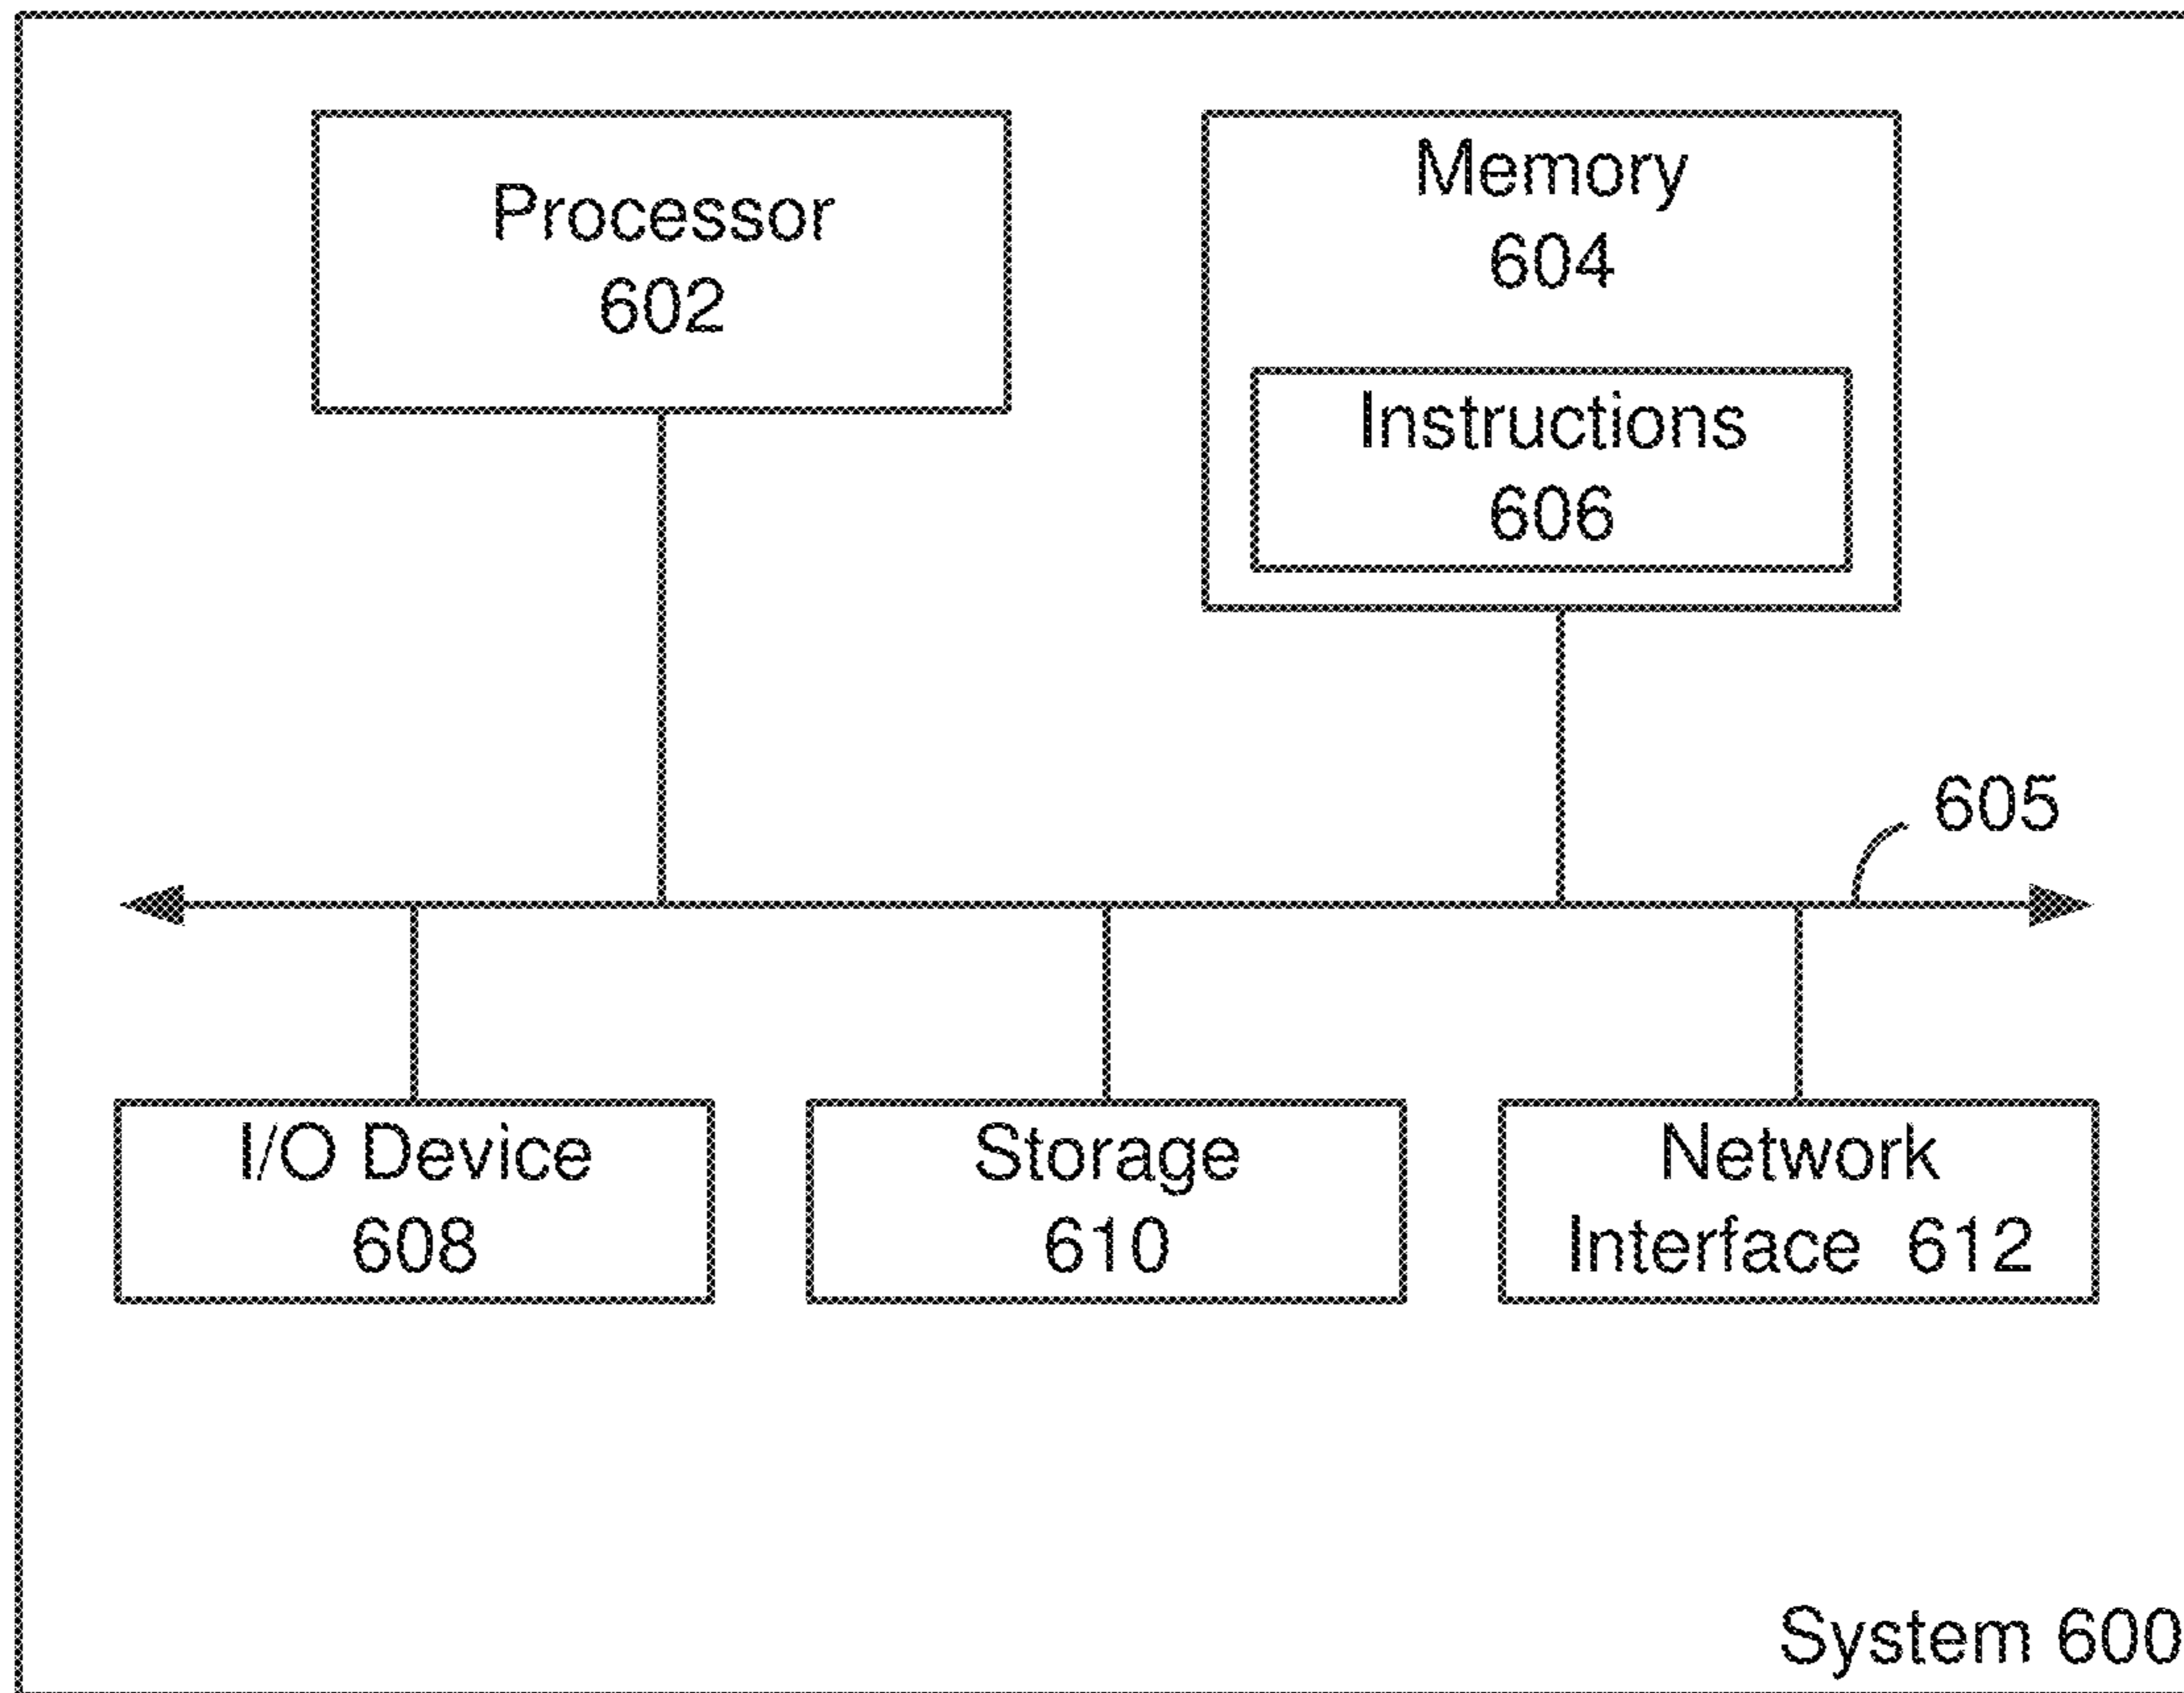 Processor
602
Memory
604
Instructions
606
605
I/O Device
608
Storage
610
Network
Interface 612
System 600